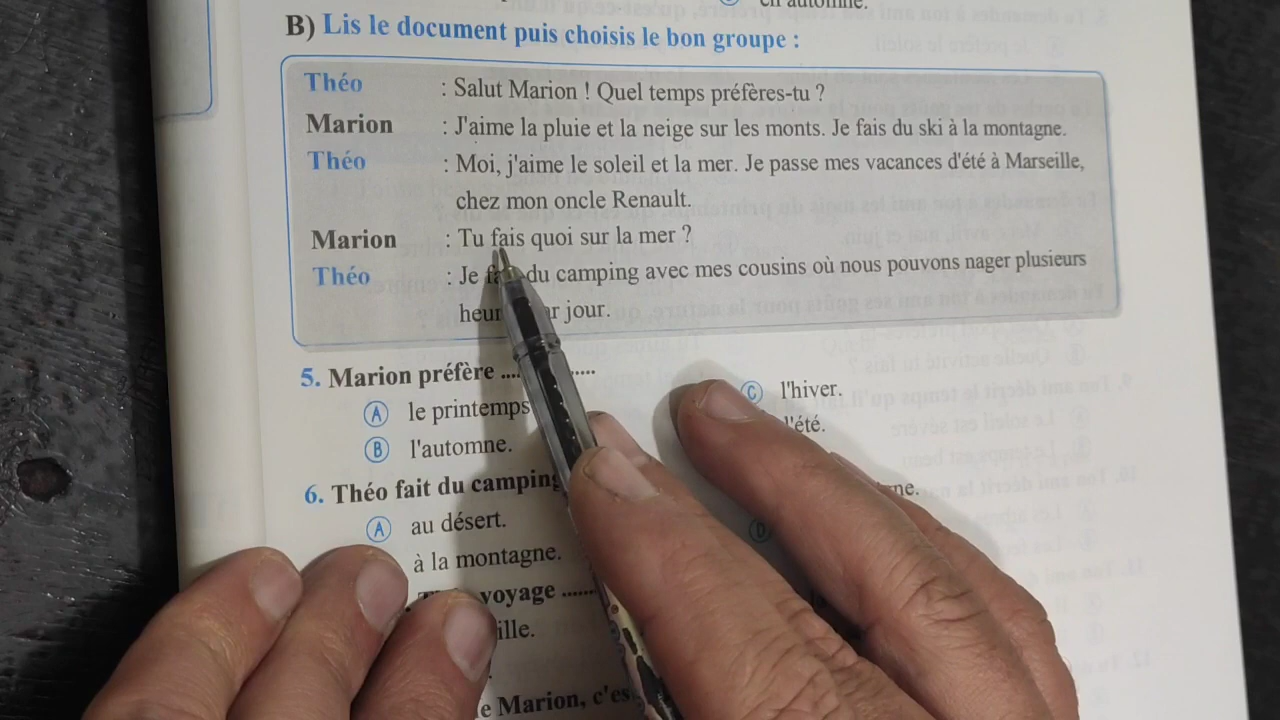 en automne.
B) Lis le document puis choisis le bon groupe :
Théo : Salut Marion ! Quel temps préfères-tu ?
Marion : J'aime la pluie et la neige sur les monts. Je fais du ski à la montagne.
Théo : Moi, j'aime le soleil et la mer. Je passe mes vacances d'été à Marseille,
chez mon oncle Renault.
Marion : Tu fais quoi sur la mer ?
Théo : Je du camping avec mes cousins où nous pouvons nager plusieurs
jour.
5. Marion préfère ....
A le printemps
C l'hiver.
B l'automne.
l'été.
6. Théo fait du camping
A au désert.
D
à la montagne.
voyage ......
Marion, c'es